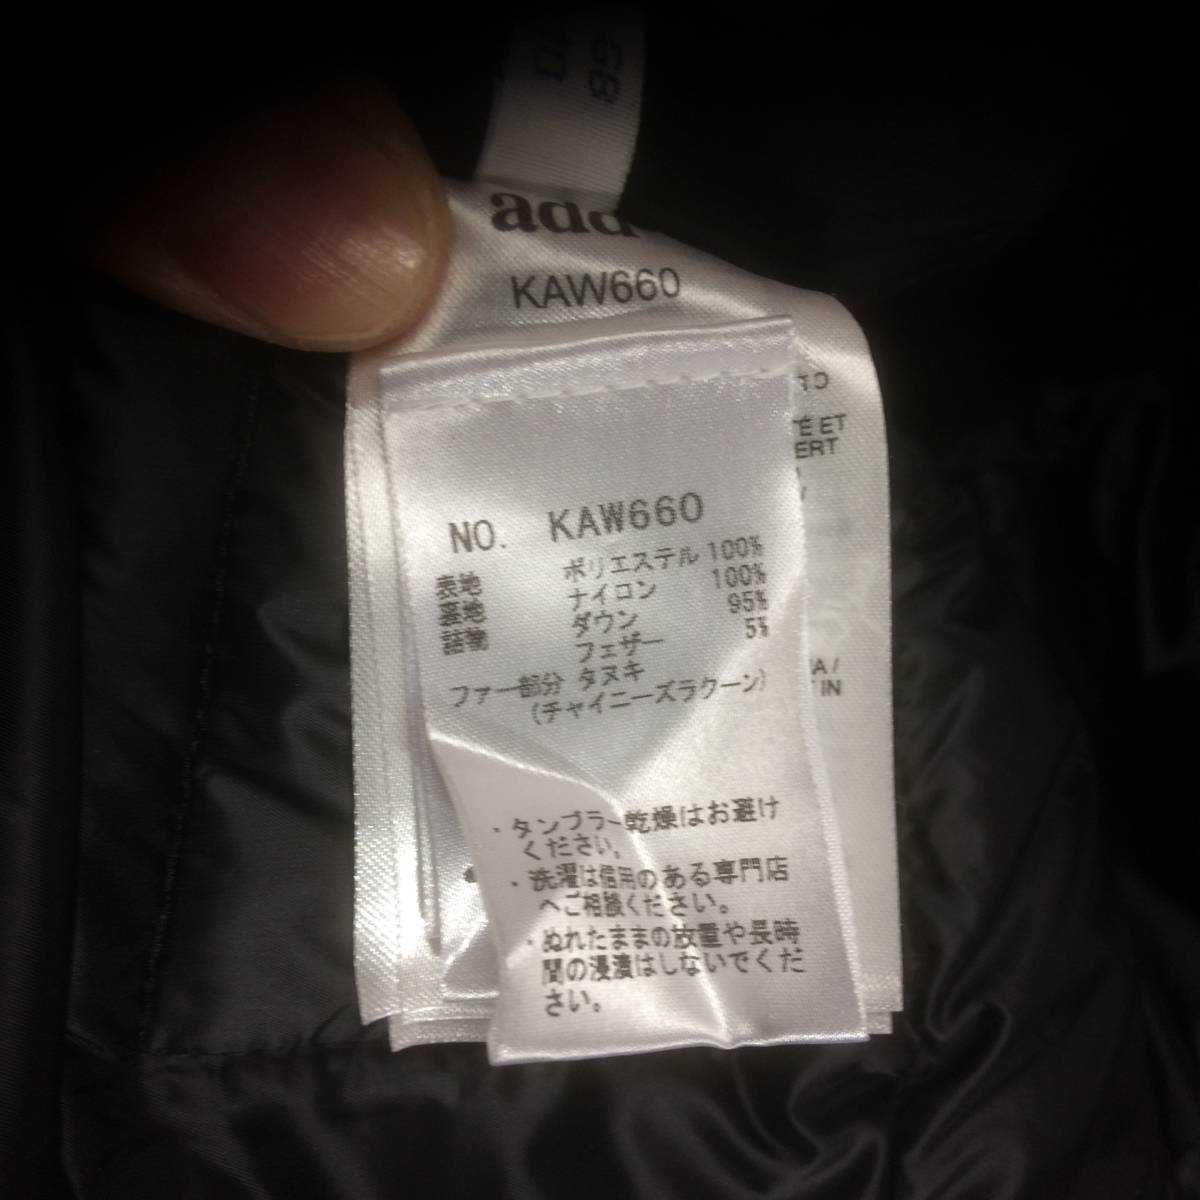 add
KAW660
TÉ ET
ERT
A /
IN
NO. KAW660
表地 ポリエステル 100%
裏地 ナイロン 100%
詰物 ダウン 95%
フェザー 5%
ファー部分 タヌキ
(チャイニーズラクーン)
・タンブラー乾燥はお避け
ください。
・洗濯は信用のある専門店
へご相談ください。
・ぬれたままの放置や長時
間の浸漬はしないでくだ
さい。